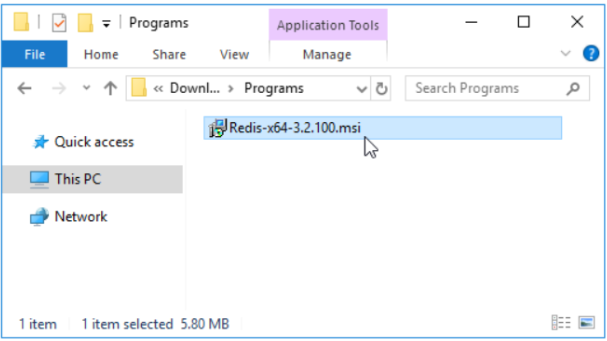 Programs
Application Tools
File Home Share View Manage
« Downl... › Programs
Search Programs
Quick access
Redis-x64-3.2.100.msi
This PC
Network
1 item 1 item selected 5.80 MB